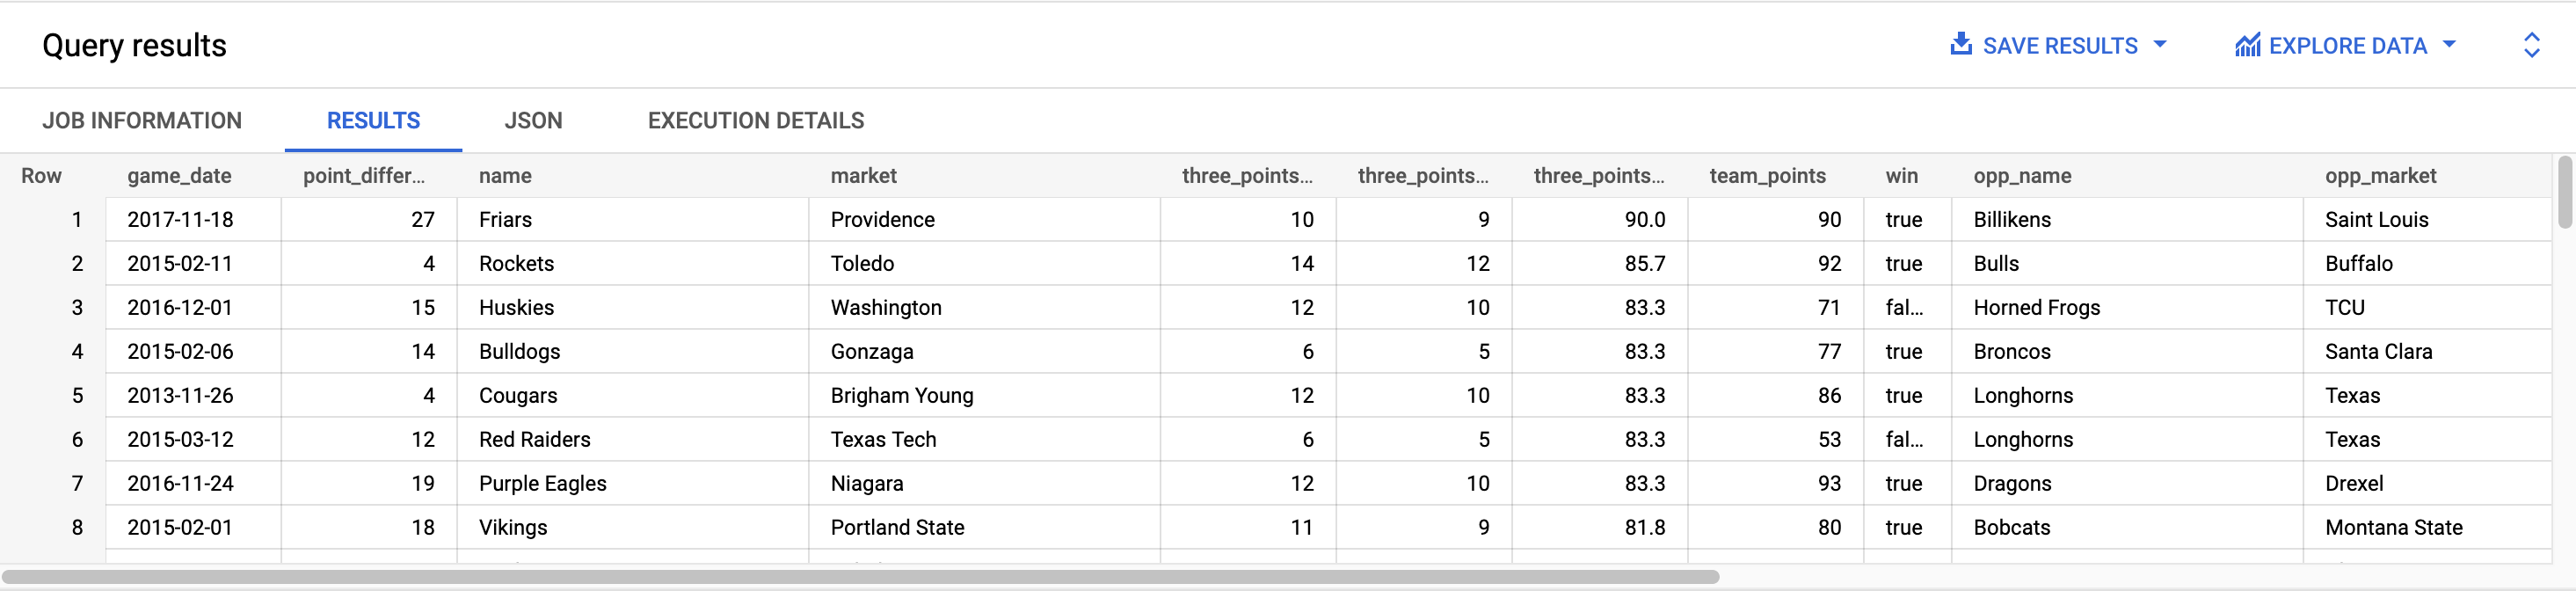 Query results SAVE RESULTS EXPLORE DATA
JOB INFORMATION RESULTS JSON EXECUTION DETAILS
Row game_date point_differ... name market three_points... three_points... three_points... team_points win opp_name opp_market
1 2017-11-18 27 Friars Providence 10 9 90.0 90 true Billikens Saint Louis
2 2015-02-11 4 Rockets Toledo 14 12 85.7 92 true Bulls Buffalo
3 2016-12-01 15 Huskies Washington 12 10 83.3 71 fal... Horned Frogs TCU
4 2015-02-06 14 Bulldogs Gonzaga 6 5 83.3 77 true Broncos Santa Clara
5 2013-11-26 4 Cougars Brigham Young 12 10 83.3 86 true Longhorns Texas
6 2015-03-12 12 Red Raiders Texas Tech 6 5 83.3 53 fal... Longhorns Texas
7 2016-11-24 19 Purple Eagles Niagara 12 10 83.3 93 true Dragons Drexel
8 2015-02-01 18 Vikings Portland State 11 9 81.8 80 true Bobcats Montana State